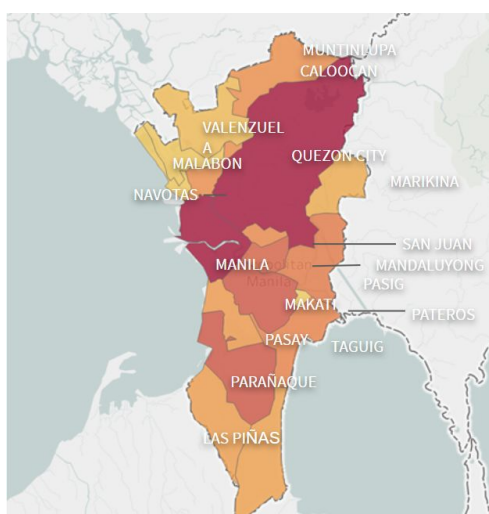 MUNTINLUPA
CALOOCAN
VALENZUEL
A
MALABON
QUEZON CITY
MARIKINA
NAVOTAS
SAN JUAN
MANILA
MANDALUYONG
Manila
PASIG
MAKATI
PATEROS
PASAY
TAGUIG
PARAÑAQUE
LAS PIÑAS